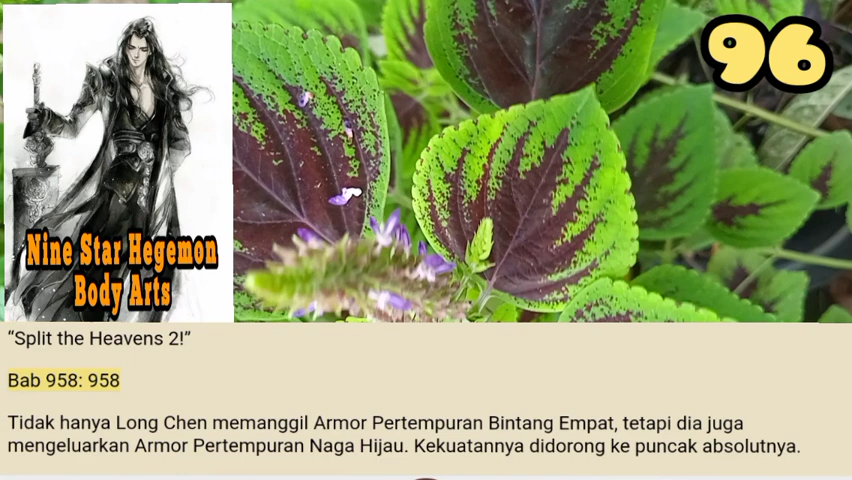 96
Nine Star Hegemon
Body Arts
“Split the Heavens 2!”
Bab 958: 958
Tidak hanya Long Chen memanggil Armor Pertempuran Bintang Empat, tetapi dia juga
mengeluarkan Armor Pertempuran Naga Hijau. Kekuatannya didorong ke puncak absolutnya.